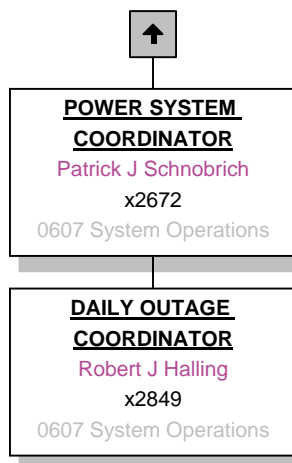 POWER SYSTEM
COORDINATOR
Patrick J Schnobrich
x2672
0607 System Operations
DAILY OUTAGE
COORDINATOR
Robert J Halling
x2849
0607 System Operations